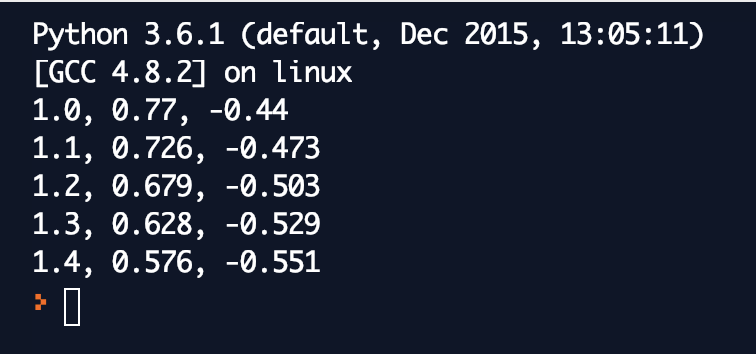 Python 3.6.1 (default, Dec 2015, 13:05:11)
[GCC 4.8.2] on linux
1.0, 0.77, -0.44
1.1, 0.726, -0.473
1.2, 0.679, -0.503
1.3, 0.628, -0.529
1.4, 0.576, -0.551